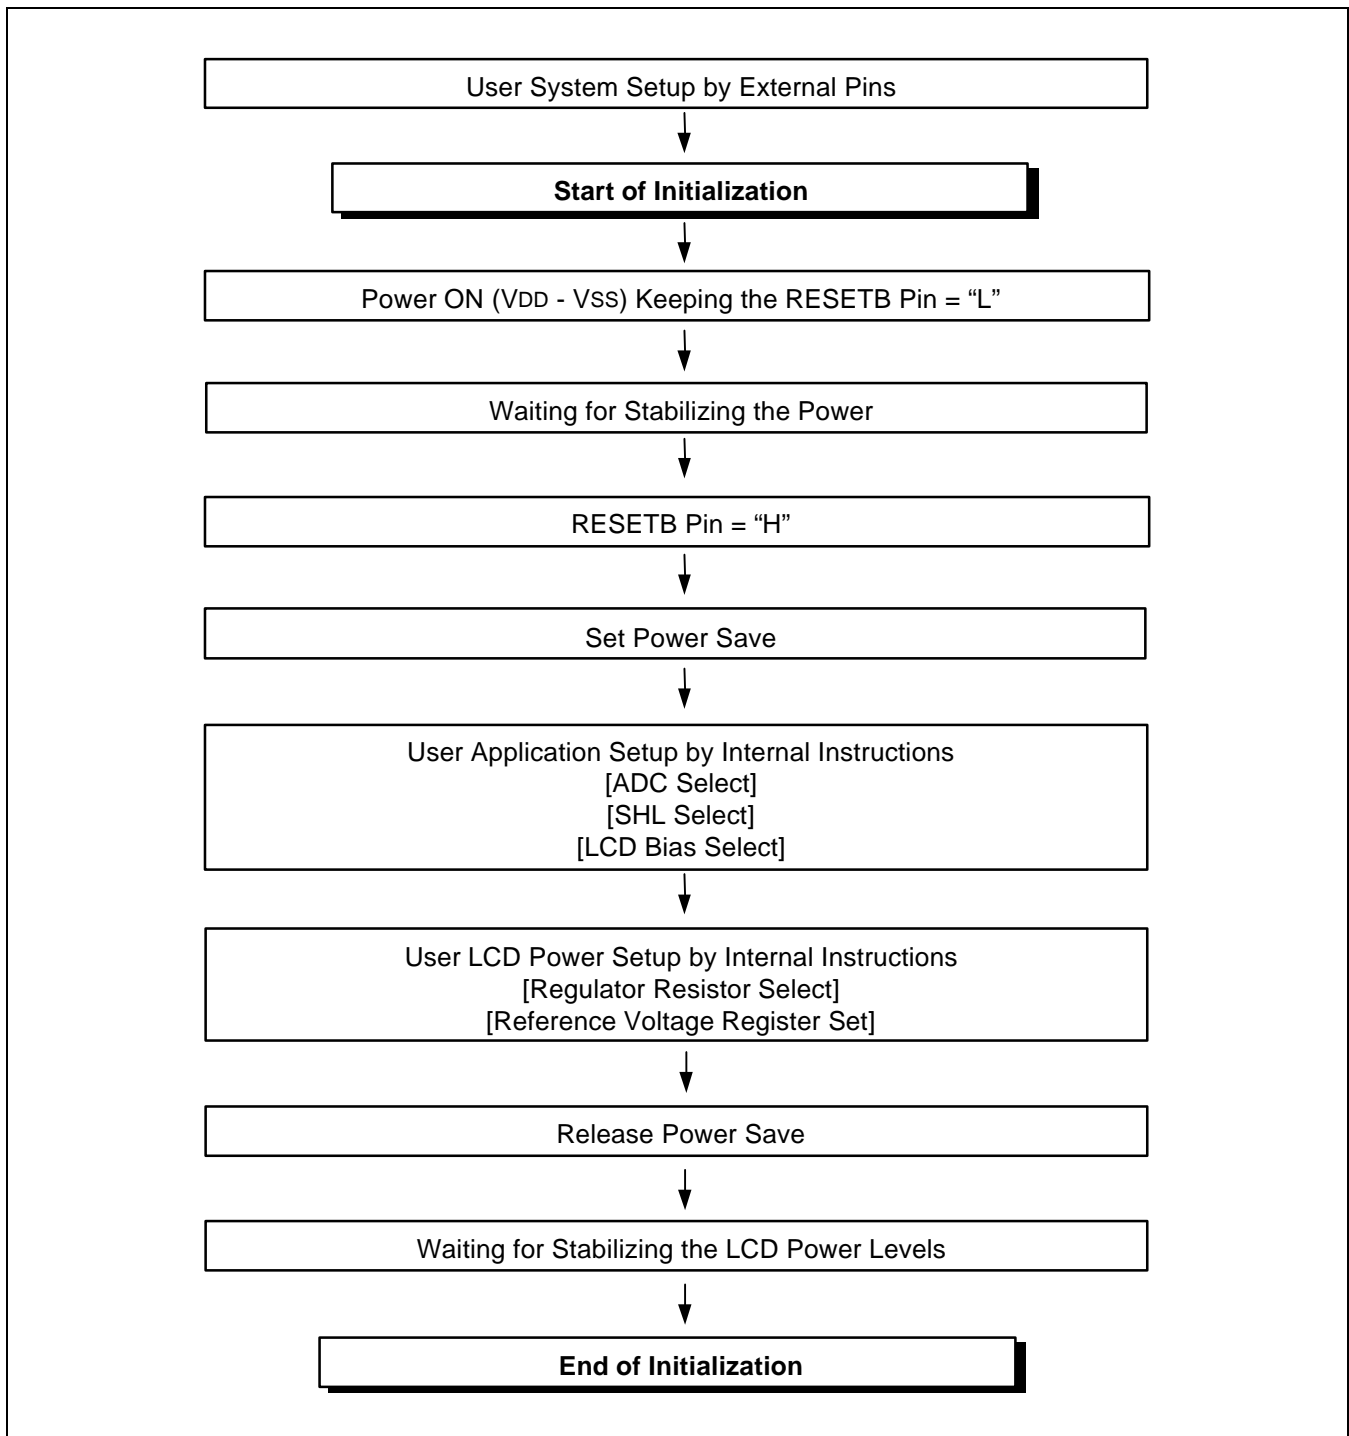 User System Setup by External Pins
Start of Initialization
Power ON (VDD - VSS) Keeping the RESETB Pin = “L”
Waiting for Stabilizing the Power
RESETB Pin = “H”
Set Power Save
User Application Setup by Internal Instructions
[ADC Select]
[SHL Select]
[LCD Bias Select]
User LCD Power Setup by Internal Instructions
[Regulator Resistor Select]
[Reference Voltage Register Set]
Release Power Save
Waiting for Stabilizing the LCD Power Levels
End of Initialization